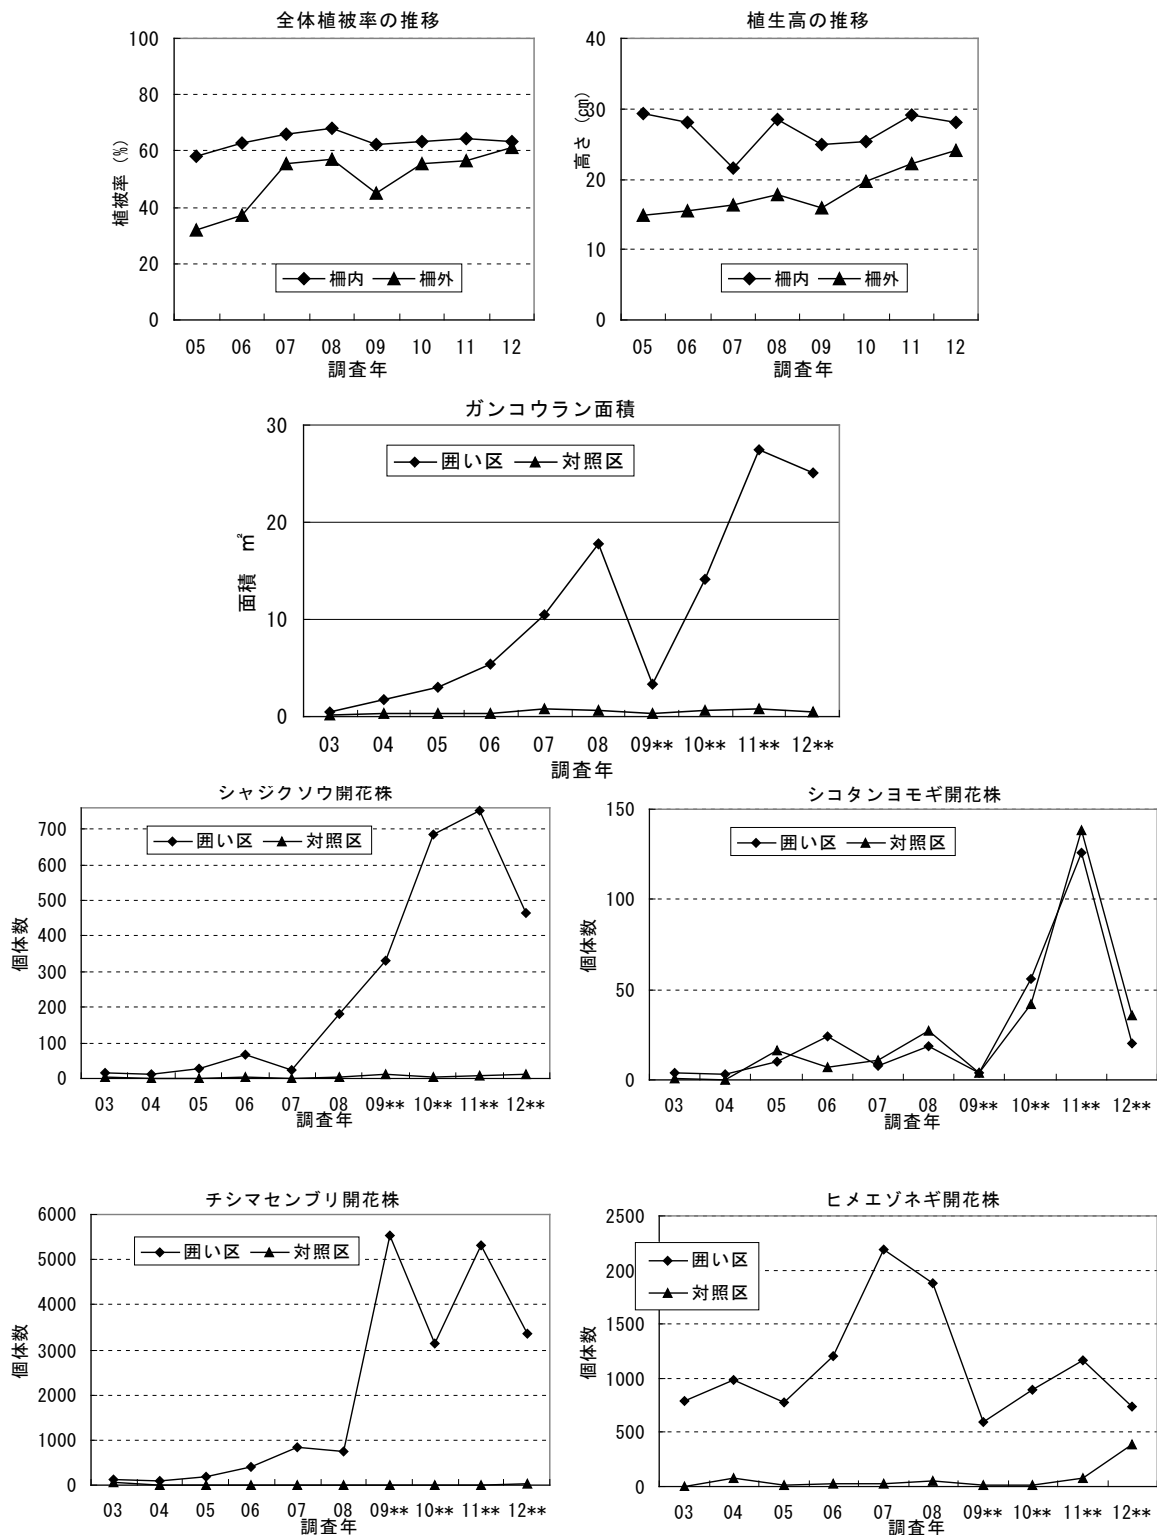 全体植被率の推移
100
80
60
40
20
0
植被率 (%)
柵内 柵外
05 06 07 08 09 10 11 12
調査年
植生高の推移
40
30
20
10
0
高さ (cm)
柵内 柵外
05 06 07 08 09 10 11 12
調査年
ガンコウラン面積
30
20
10
0
面積 ㎡
囲い区 対照区
03 04 05 06 07 08 09** 10** 11** 12**
調査年
シャジクソウ開花株
700
600
500
400
300
200
100
0
個体数
囲い区 対照区
03 04 05 06 07 08 09** 10** 11** 12**
調査年
シコタンヨモギ開花株
150
100
50
0
個体数
囲い区 対照区
03 04 05 06 07 08 09** 10** 11** 12**
調査年
チシマセンブリ開花株
6000
5000
4000
3000
2000
1000
0
個体数
囲い区 対照区
03 04 05 06 07 08 09** 10** 11** 12**
調査年
ヒメエゾネギ開花株
2500
200
1500
1000
500
0
個体数
囲い区
対照区
03 04 05 06 07 08 09** 10** 11** 12**
調査年